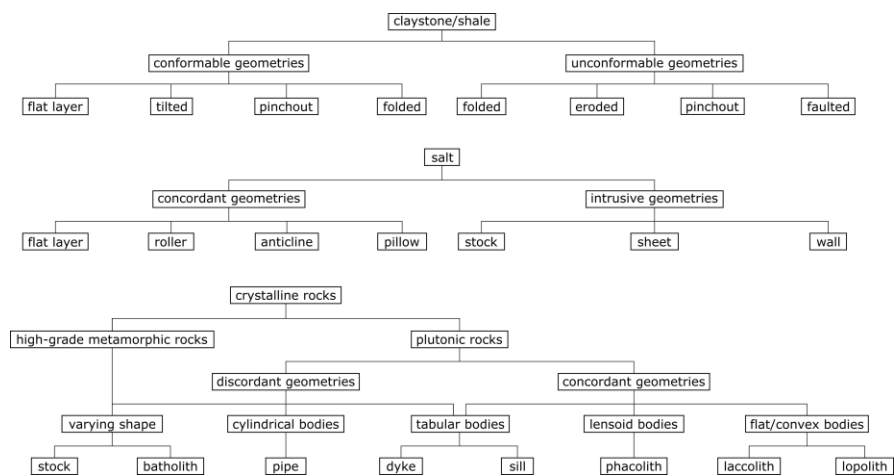 claystone/shale
conformable geometries unconformable geometries
flat layer tilted pinchout folded folded eroded pinchout faulted
salt
concordant geometries intrusive geometries
flat layer roller anticline pillow stock sheet wall
crystalline rocks
high-grade metamorphic rocks plutonic rocks
discordant geometries concordant geometries
varying shape cylindrical bodies tabular bodies lensoid bodies flat/convex bodies
stock batholith pipe dyke sill phacolith laccolith lopolith